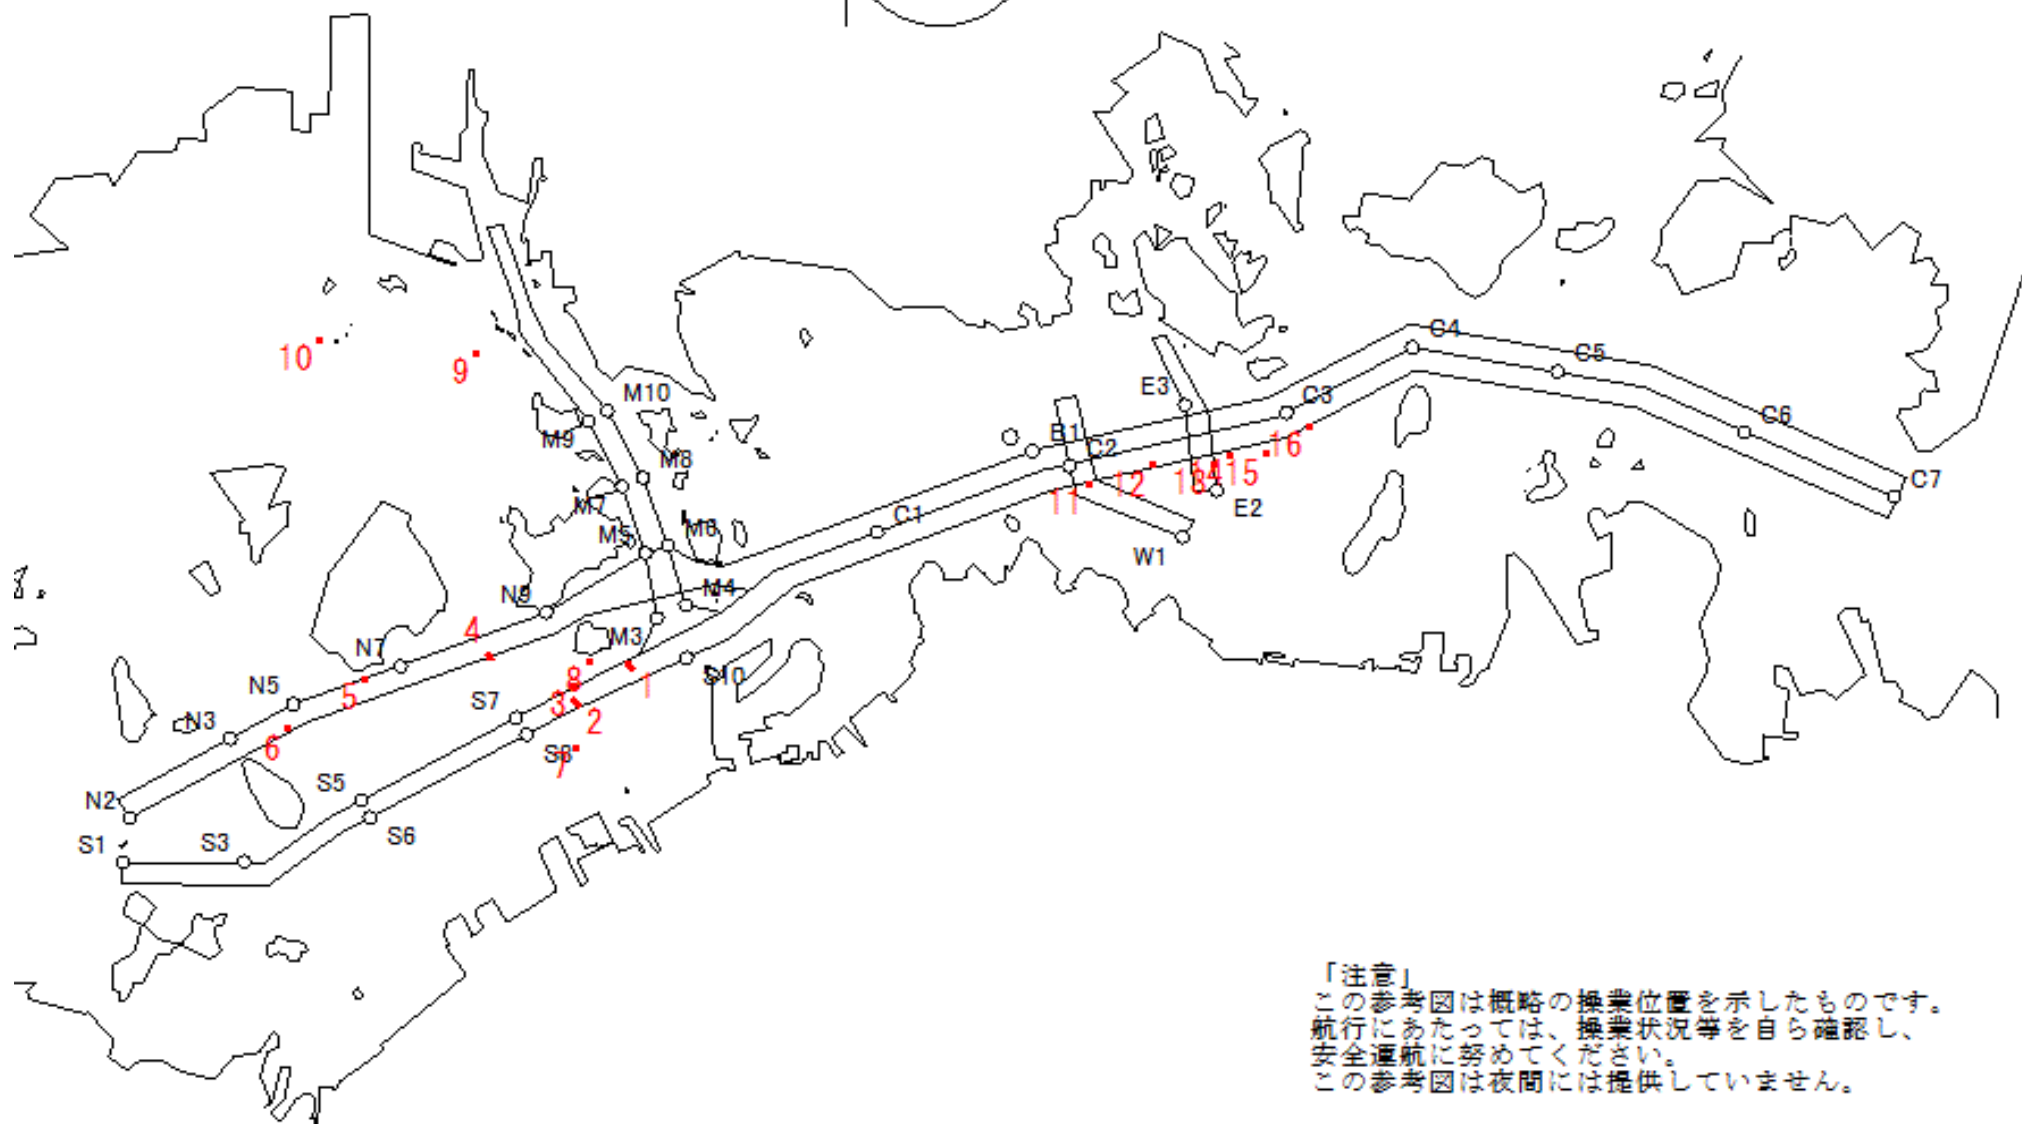 C4
C5
10
9
M10
E3
C3
C6
M9
B1
C2
M8
16
12
13
14
15
C7
M7
11
E2
M5
M6
C1
W1
N9
M4
4
N7
M3
8
1
S10
N5
5
S7
3
2
N3
6
S8
7
N2
S5
S1
S3
S6
「注意」
この参考図は概略の操業位置を示したものです。
航行にあたっては、操業状況等を自ら確認し、
安全運航に努めてください。
この参考図は夜間には提供していません。